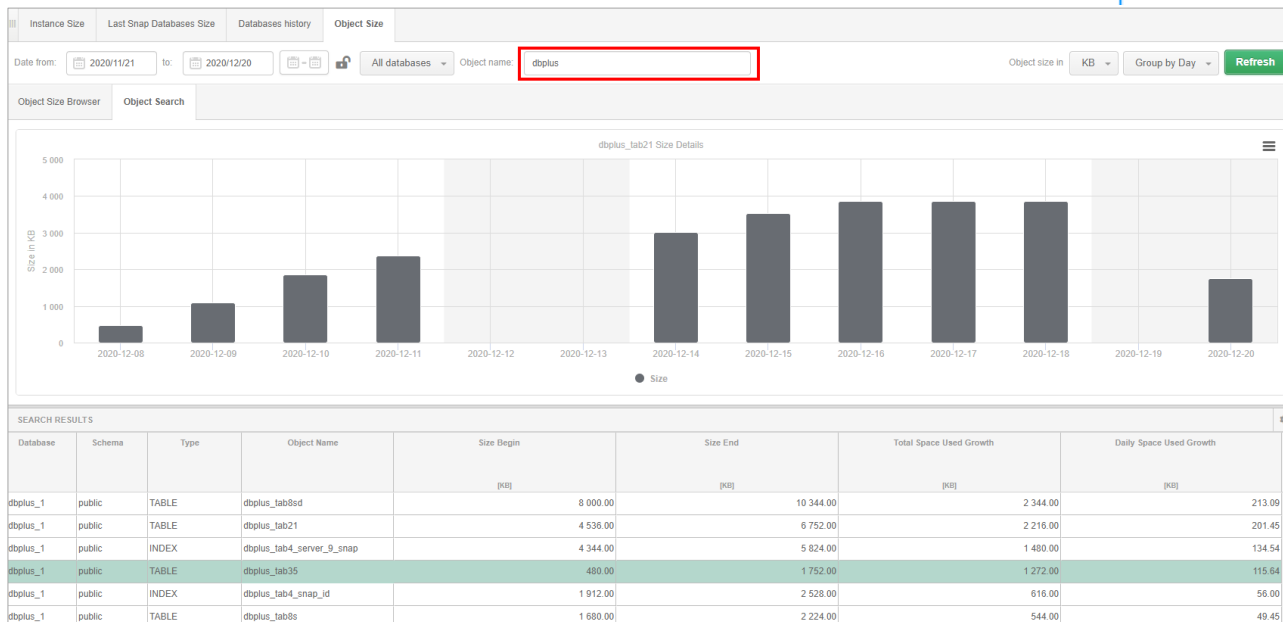 Instance Size Last Snap Databases Size Databases history Object Size
Date from: 2020/11/21 to: 2020/12/20 All databases Object name: dbplus Object size in KB Group by Day Refresh
Object Size Browser Object Search
dbplus_tab21 Size Details
5 000
4 000
3 000
2 000
1 000
0
Size in KB
2020-12-08 2020-12-09 2020-12-10 2020-12-11 2020-12-12 2020-12-13 2020-12-14 2020-12-15 2020-12-16 2020-12-17 2020-12-18 2020-12-19 2020-12-20
Size
SEARCH RESULTS
Database Schema Type Object Name Size Begin Size End Total Space Used Growth Daily Space Used Growth
[KB] [KB] [KB] [KB]
dbplus_1 public TABLE dbplus_tab8sd 8 000.00 10 344.00 2 344.00 213.09
dbplus_1 public TABLE dbplus_tab21 4 536.00 6 752.00 2 216.00 201.45
dbplus_1 public INDEX dbplus_tab4_server_9_snap 4 344.00 5 824.00 1 480.00 134.54
dbplus_1 public TABLE dbplus_tab35 480.00 1 752.00 1 272.00 115.64
dbplus_1 public INDEX dbplus_tab4_snap_id 1 912.00 2 528.00 616.00 56.00
dbplus_1 public TABLE dbplus_tab8s 1 680.00 2 224.00 544.00 49.45